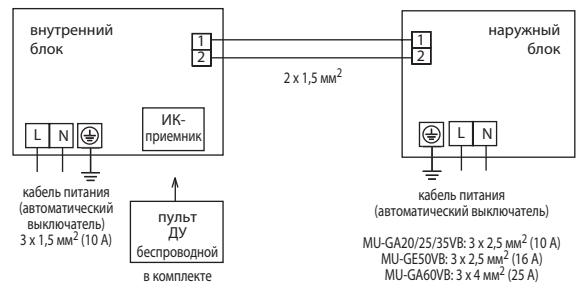 внутренний
блок
1
2
2 x 1,5 мм²
1
2
наружный
блок
L
N
ИК-
приемник
L
N
кабель питания
(автоматический
выключатель)
3 x 1,5 мм² (10 А)
пульт
ДУ
беспроводной
в комплекте
кабель питания
(автоматический выключатель)
MU-GA20/25/35VB: 3 x 2,5 мм² (10 А)
MU-GE50VB: 3 x 2,5 мм² (16 А)
MU-GA60VB: 3 x 4 мм² (25 А)